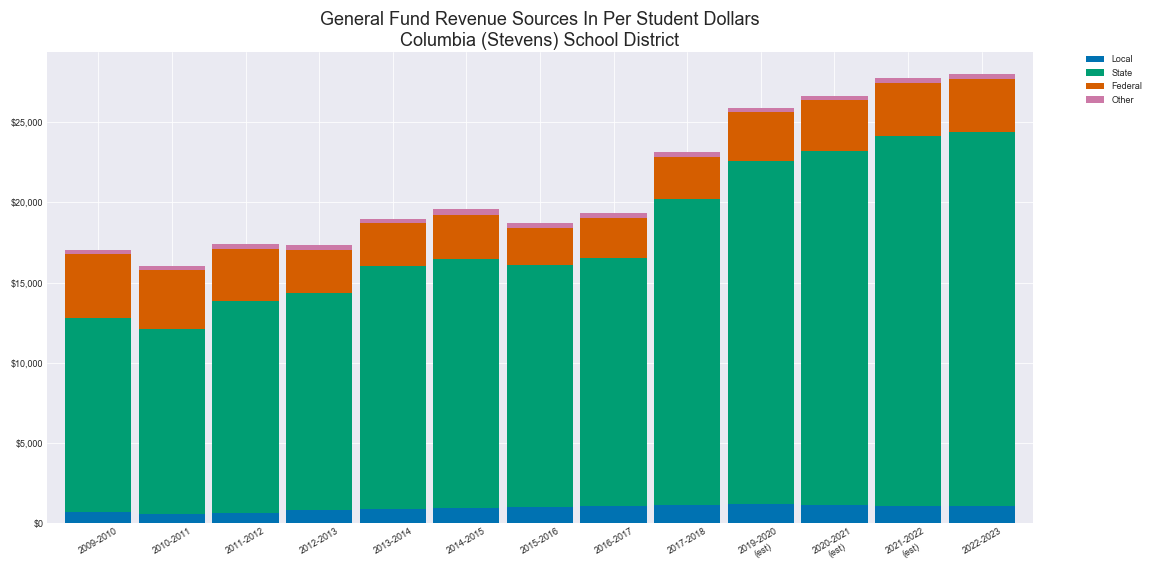 General Fund Revenue Sources In Per Student Dollars
Columbia (Stevens) School District
Local
State
Federal
Other
$25,000
$20,000
$15,000
$10,000
$5,000
$0
2009-2010
2010-2011
2011-2012
2012-2013
2013-2014
2014-2015
2015-2016
2016-2017
2017-2018
2019-2020
(est)
2020-2021
(est)
2021-2022
(est)
2022-2023